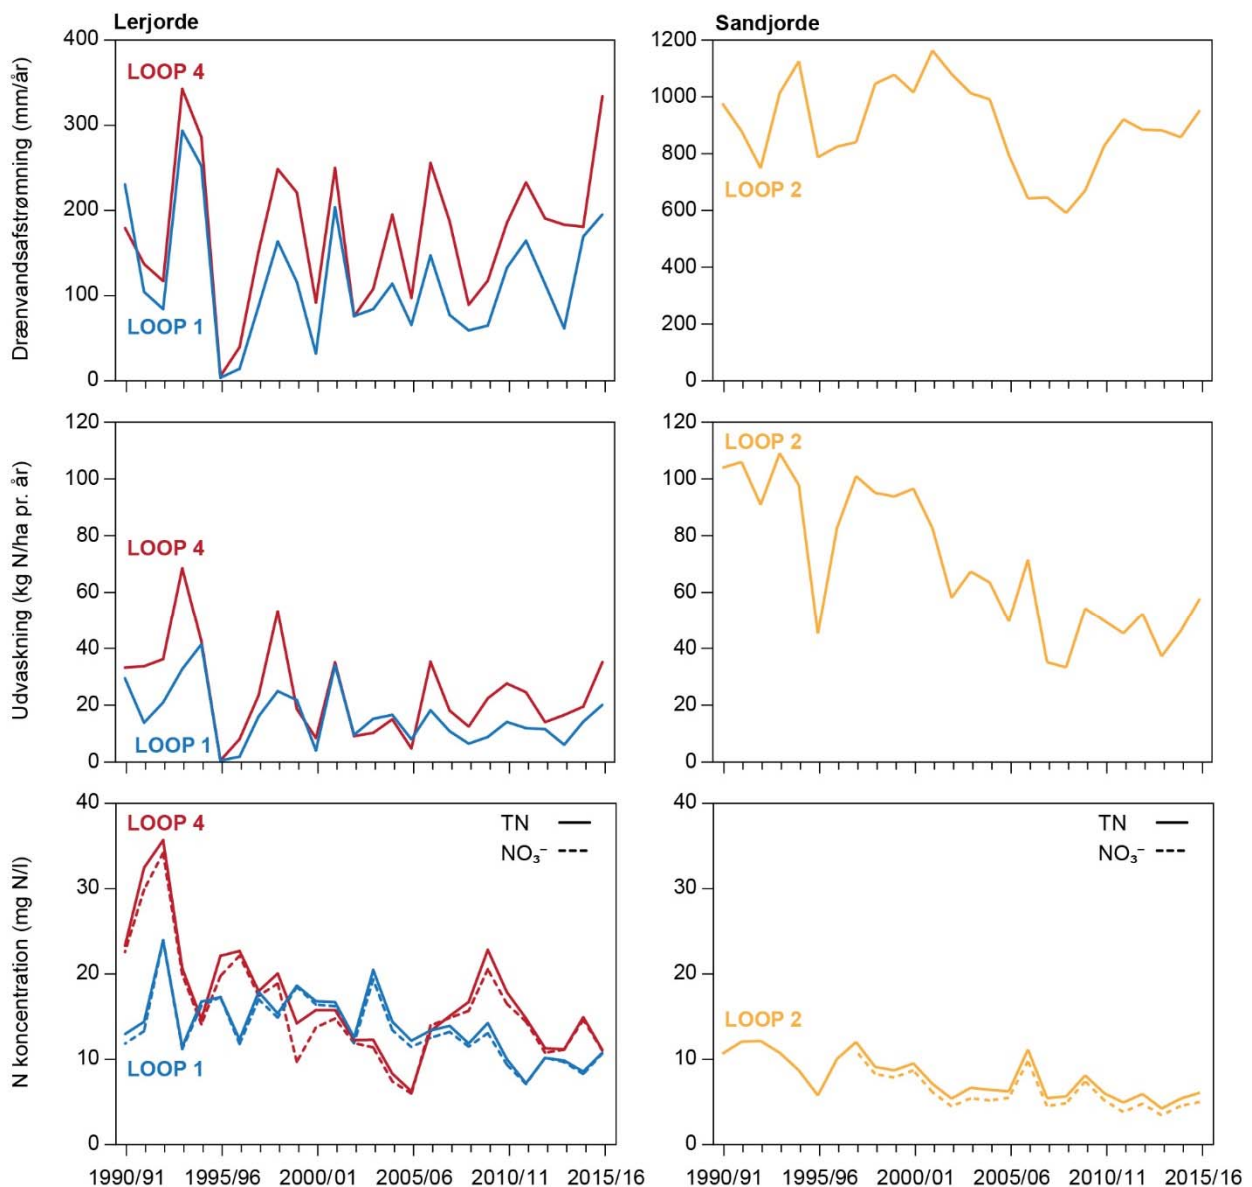 Lerjorde
Sandjorde
Drænvandsafstrømning (mm/år)
400
300
200
100
0
LOOP 4
LOOP 1
1200
1000
800
600
400
200
0
LOOP 2
Udvaskning (kg N/ha pr. år)
120
100
80
60
40
20
0
LOOP 4
LOOP 1
120
100
80
60
40
20
0
LOOP 2
N koncentration (mg N/l)
40
30
20
10
0
LOOP 4
LOOP 1
TN
NO₃⁻
1990/91 1995/96 2000/01 2005/06 2010/11 2015/16
40
30
20
10
0
LOOP 2
TN
NO₃⁻
1990/91 1995/96 2000/01 2005/06 2010/11 2015/16